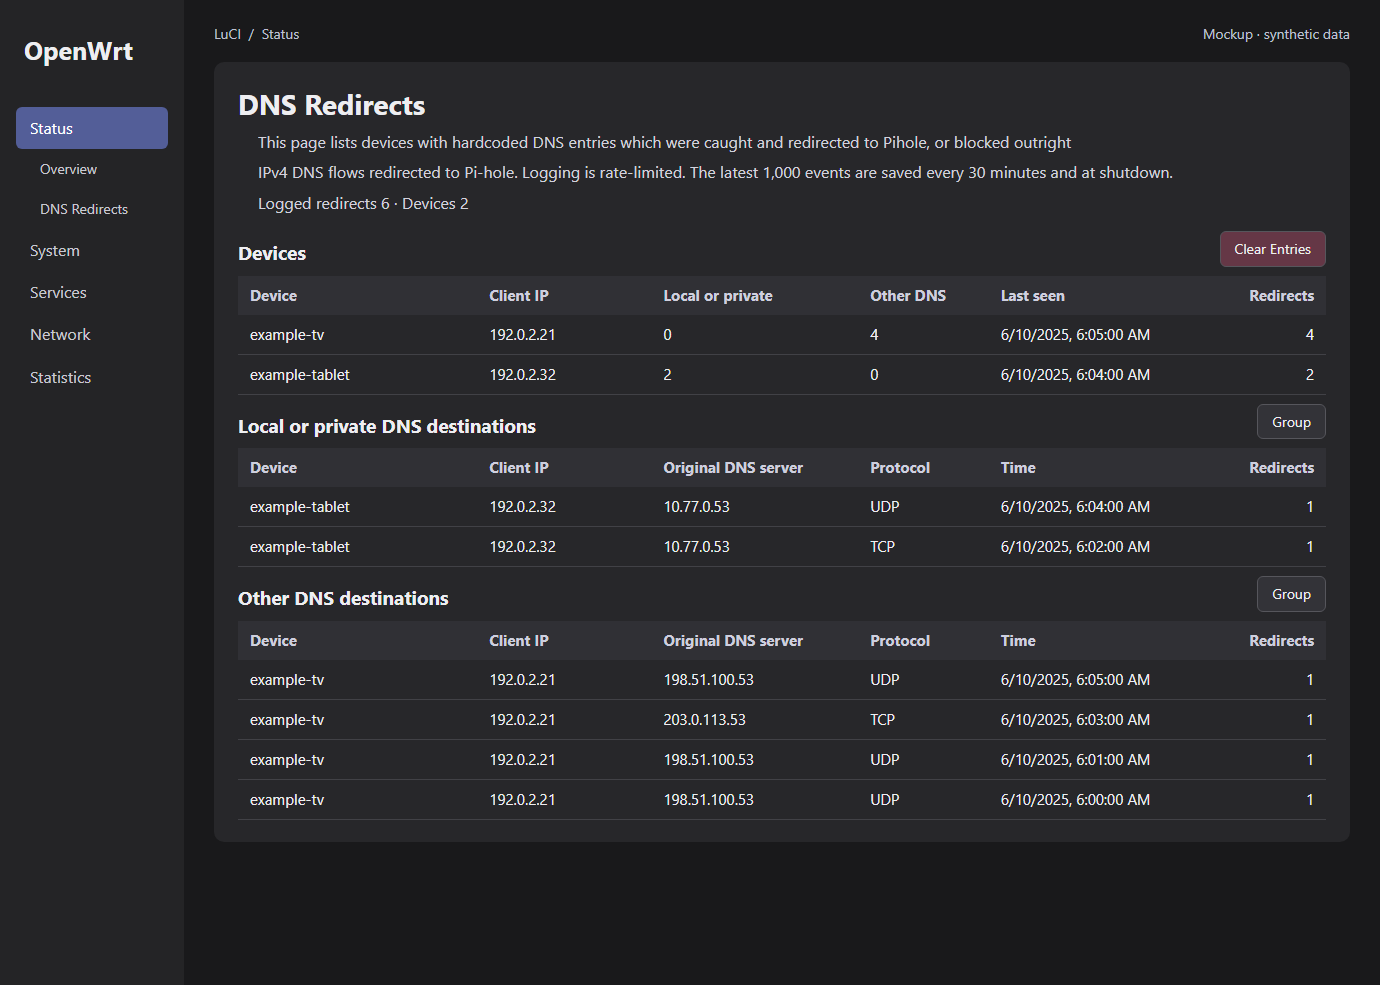 OpenWrt
Status
Overview
DNS Redirects
System
Services
Network
Statistics
LuCI / Status
Mockup · synthetic data
DNS Redirects
This page lists devices with hardcoded DNS entries which were caught and redirected to Pihole, or blocked outright
IPv4 DNS flows redirected to Pi-hole. Logging is rate-limited. The latest 1,000 events are saved every 30 minutes and at shutdown.
Logged redirects 6 · Devices 2
Devices
Clear Entries
Device Client IP Local or private Other DNS Last seen Redirects
example-tv 192.0.2.21 0 4 6/10/2025, 6:05:00 AM 4
example-tablet 192.0.2.32 2 0 6/10/2025, 6:04:00 AM 2
Local or private DNS destinations
Group
Device Client IP Original DNS server Protocol Time Redirects
example-tablet 192.0.2.32 10.77.0.53 UDP 6/10/2025, 6:04:00 AM 1
example-tablet 192.0.2.32 10.77.0.53 TCP 6/10/2025, 6:02:00 AM 1
Other DNS destinations
Group
Device Client IP Original DNS server Protocol Time Redirects
example-tv 192.0.2.21 198.51.100.53 UDP 6/10/2025, 6:05:00 AM 1
example-tv 192.0.2.21 203.0.113.53 TCP 6/10/2025, 6:03:00 AM 1
example-tv 192.0.2.21 198.51.100.53 UDP 6/10/2025, 6:01:00 AM 1
example-tv 192.0.2.21 198.51.100.53 UDP 6/10/2025, 6:00:00 AM 1